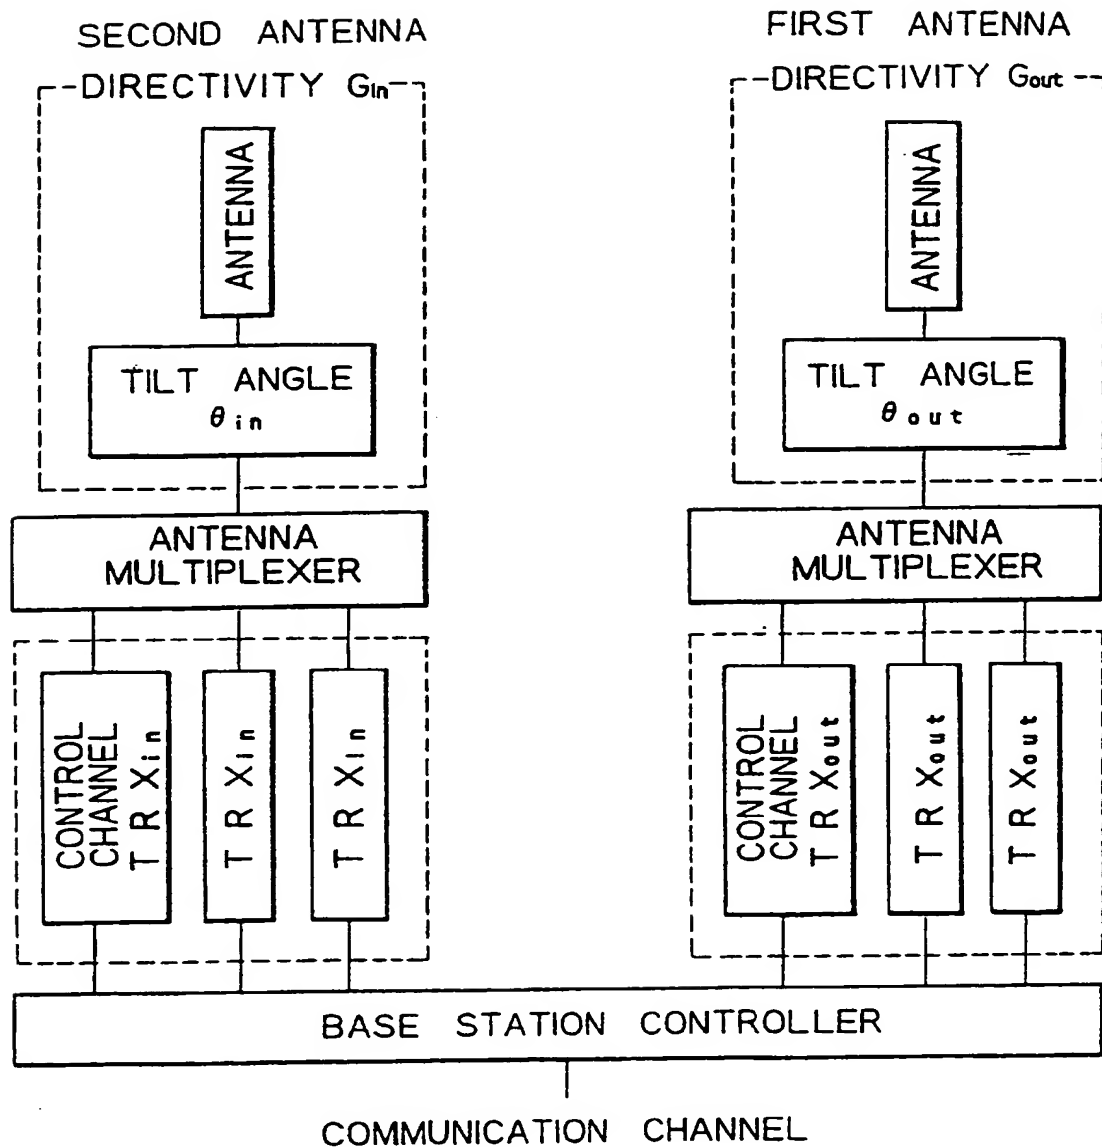 SECOND ANTENNA
DIRECTIVITY Gin
ANTENNA
TILT ANGLE
θin
ANTENNA
MULTIPLEXER
CONTROL
CHANNEL
TRXin
TRXin
TRXin
FIRST ANTENNA
DIRECTIVITY Gout
ANTENNA
TILT ANGLE
θout
ANTENNA
MULTIPLEXER
CONTROL
CHANNEL
TRXout
TRXout
TRXout
BASE STATION CONTROLLER
COMMUNICATION CHANNEL